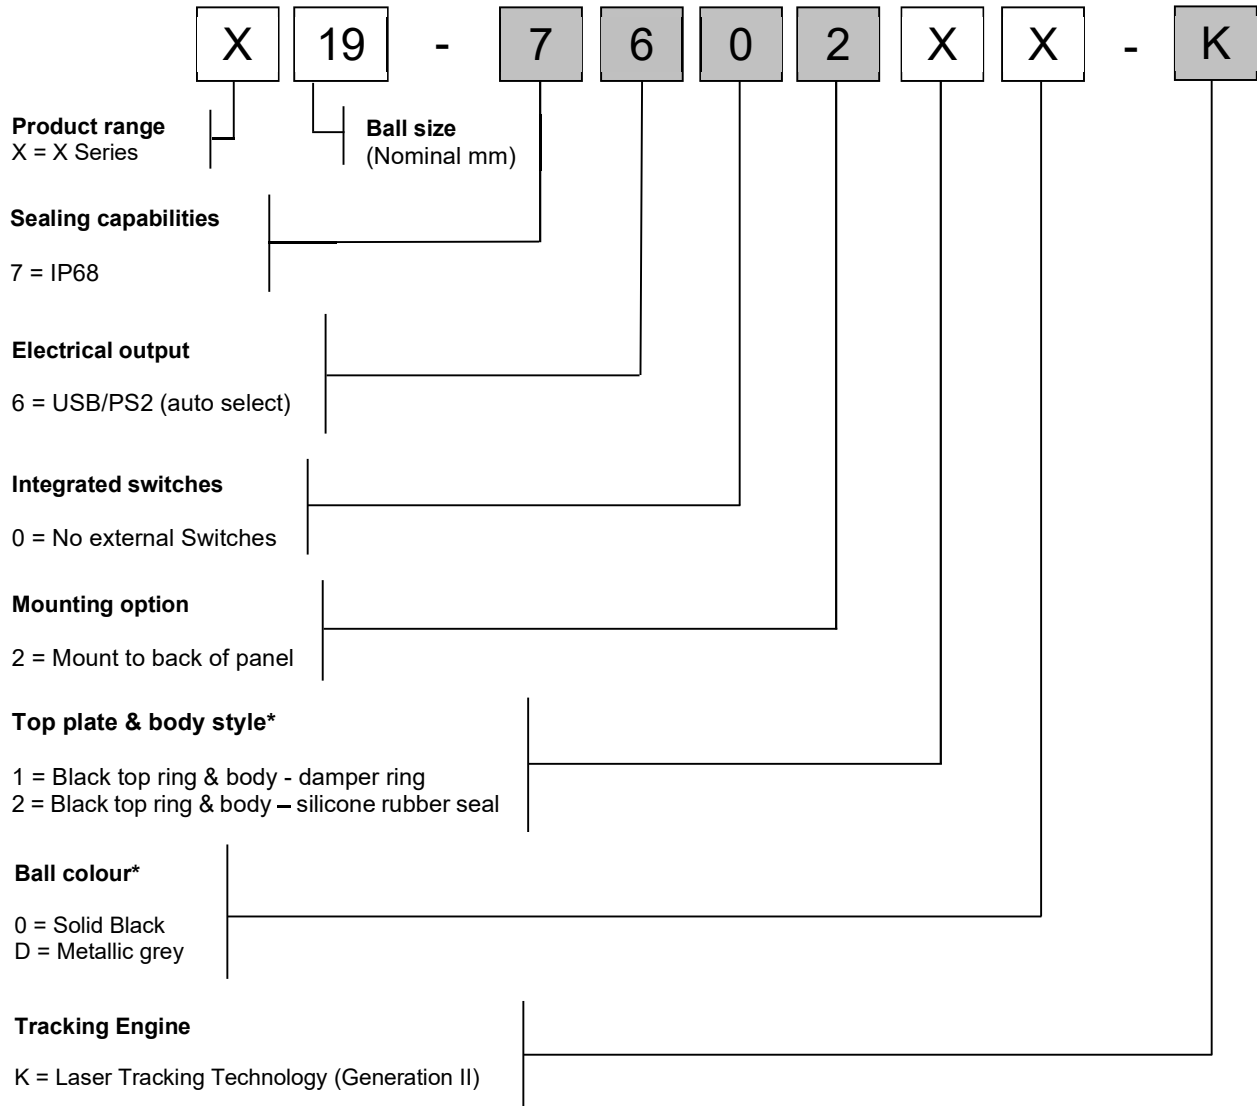 X 19 - 7 6 0 2 X X - K
Product range
X = X Series
Ball size
(Nominal mm)
Sealing capabilities
7 = IP68
Electrical output
6 = USB/PS2 (auto select)
Integrated switches
0 = No external Switches
Mounting option
2 = Mount to back of panel
Top plate & body style*
1 = Black top ring & body - damper ring
2 = Black top ring & body – silicone rubber seal
Ball colour*
0 = Solid Black
D = Metallic grey
Tracking Engine
K = Laser Tracking Technology (Generation II)